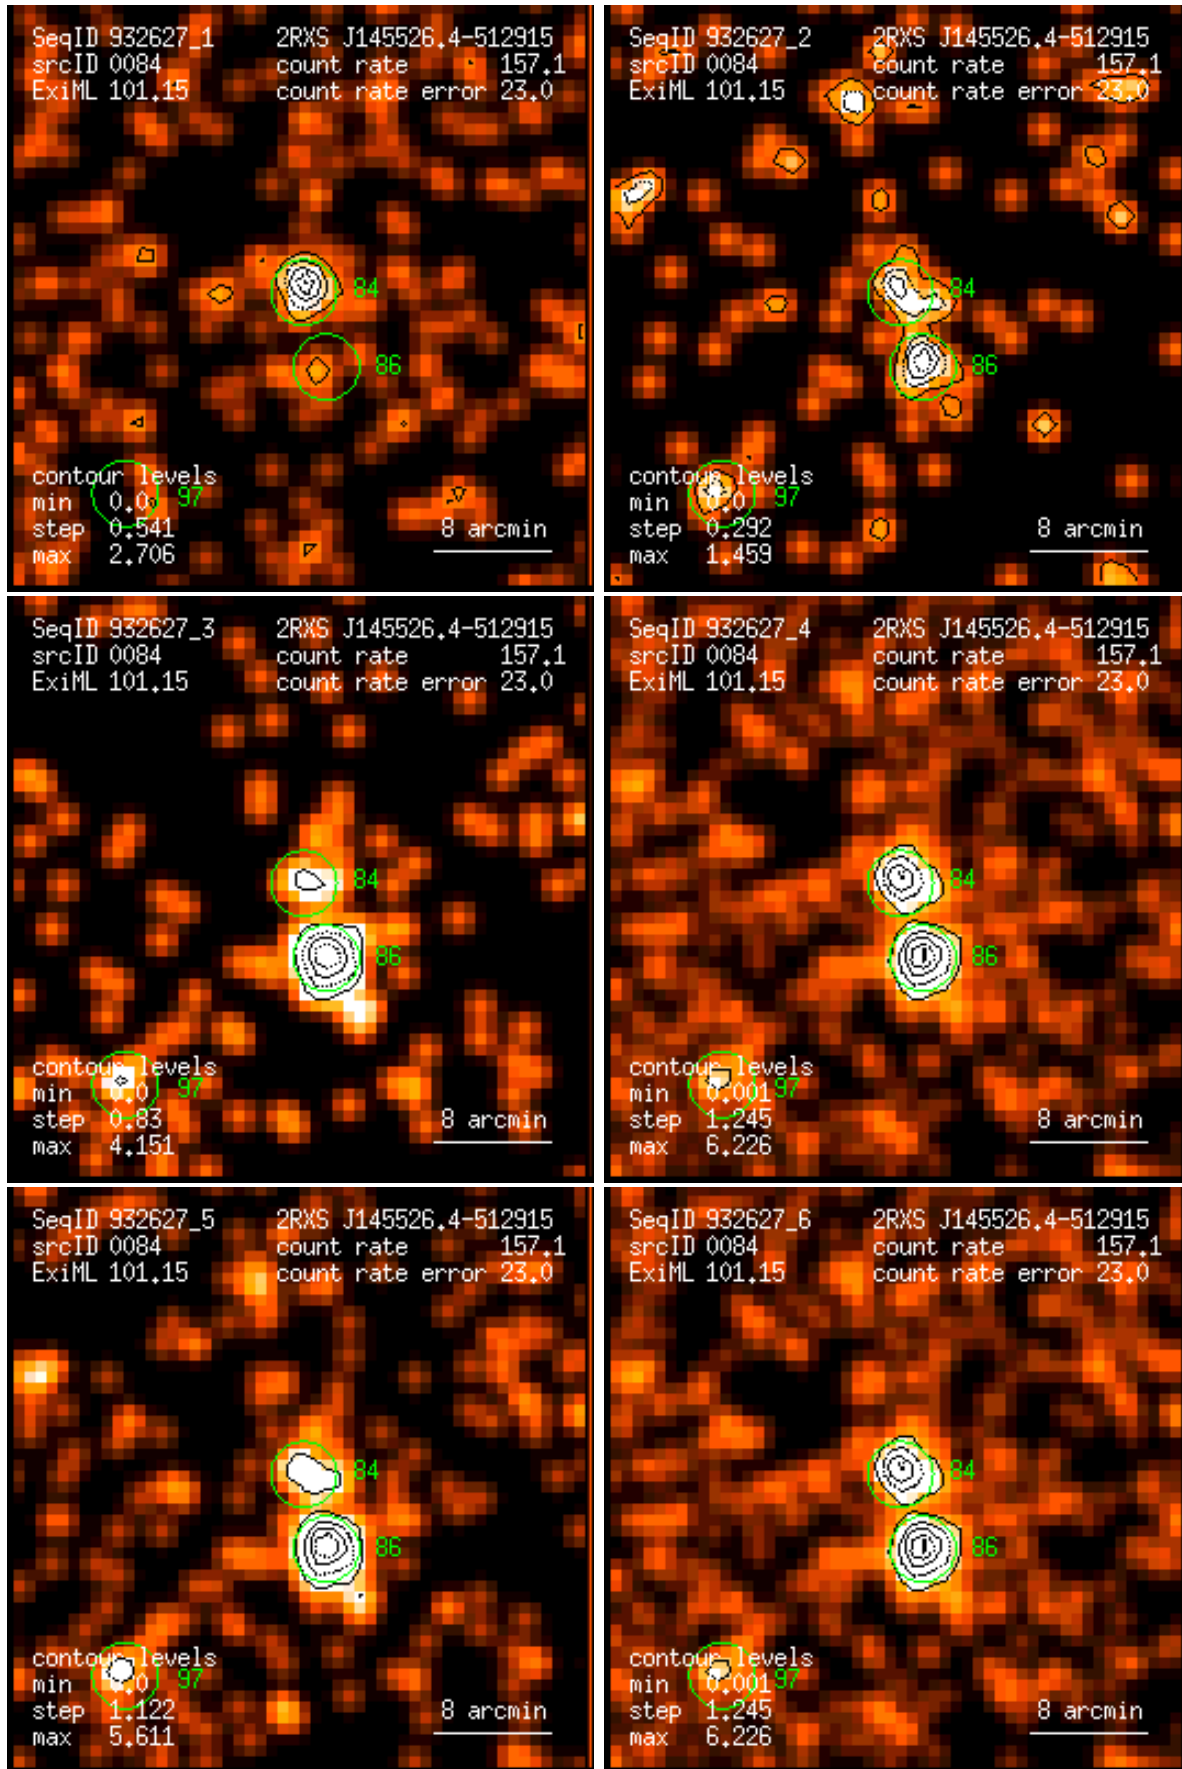 SeqID 932627_1 2RXS J145526.4-512915
srcID 0084 count rate 157.1
ExiML 101.15 count rate error 23.0
84
86
contour levels
min 0.0 97
step 0.541 8 arcmin
max 2.706
SeqID 932627_2 2RXS J145526.4-512915
srcID 0084 count rate 157.1
ExiML 101.15 count rate error 23.0
84
86
contour levels
min 0.0 97
step 0.292 8 arcmin
max 1.459
SeqID 932627_3 2RXS J145526.4-512915
srcID 0084 count rate 157.1
ExiML 101.15 count rate error 23.0
84
86
contour levels
min 0.0 97
step 0.83 8 arcmin
max 4.151
SeqID 932627_4 2RXS J145526.4-512915
srcID 0084 count rate 157.1
ExiML 101.15 count rate error 23.0
84
86
contour levels
min 0.001 97
step 1.245 8 arcmin
max 6.226
SeqID 932627_5 2RXS J145526.4-512915
srcID 0084 count rate 157.1
ExiML 101.15 count rate error 23.0
84
86
contour levels
min 0.0 97
step 1.122 8 arcmin
max 5.611
SeqID 932627_6 2RXS J145526.4-512915
srcID 0084 count rate 157.1
ExiML 101.15 count rate error 23.0
84
86
contour levels
min 0.001 97
step 1.245 8 arcmin
max 6.226